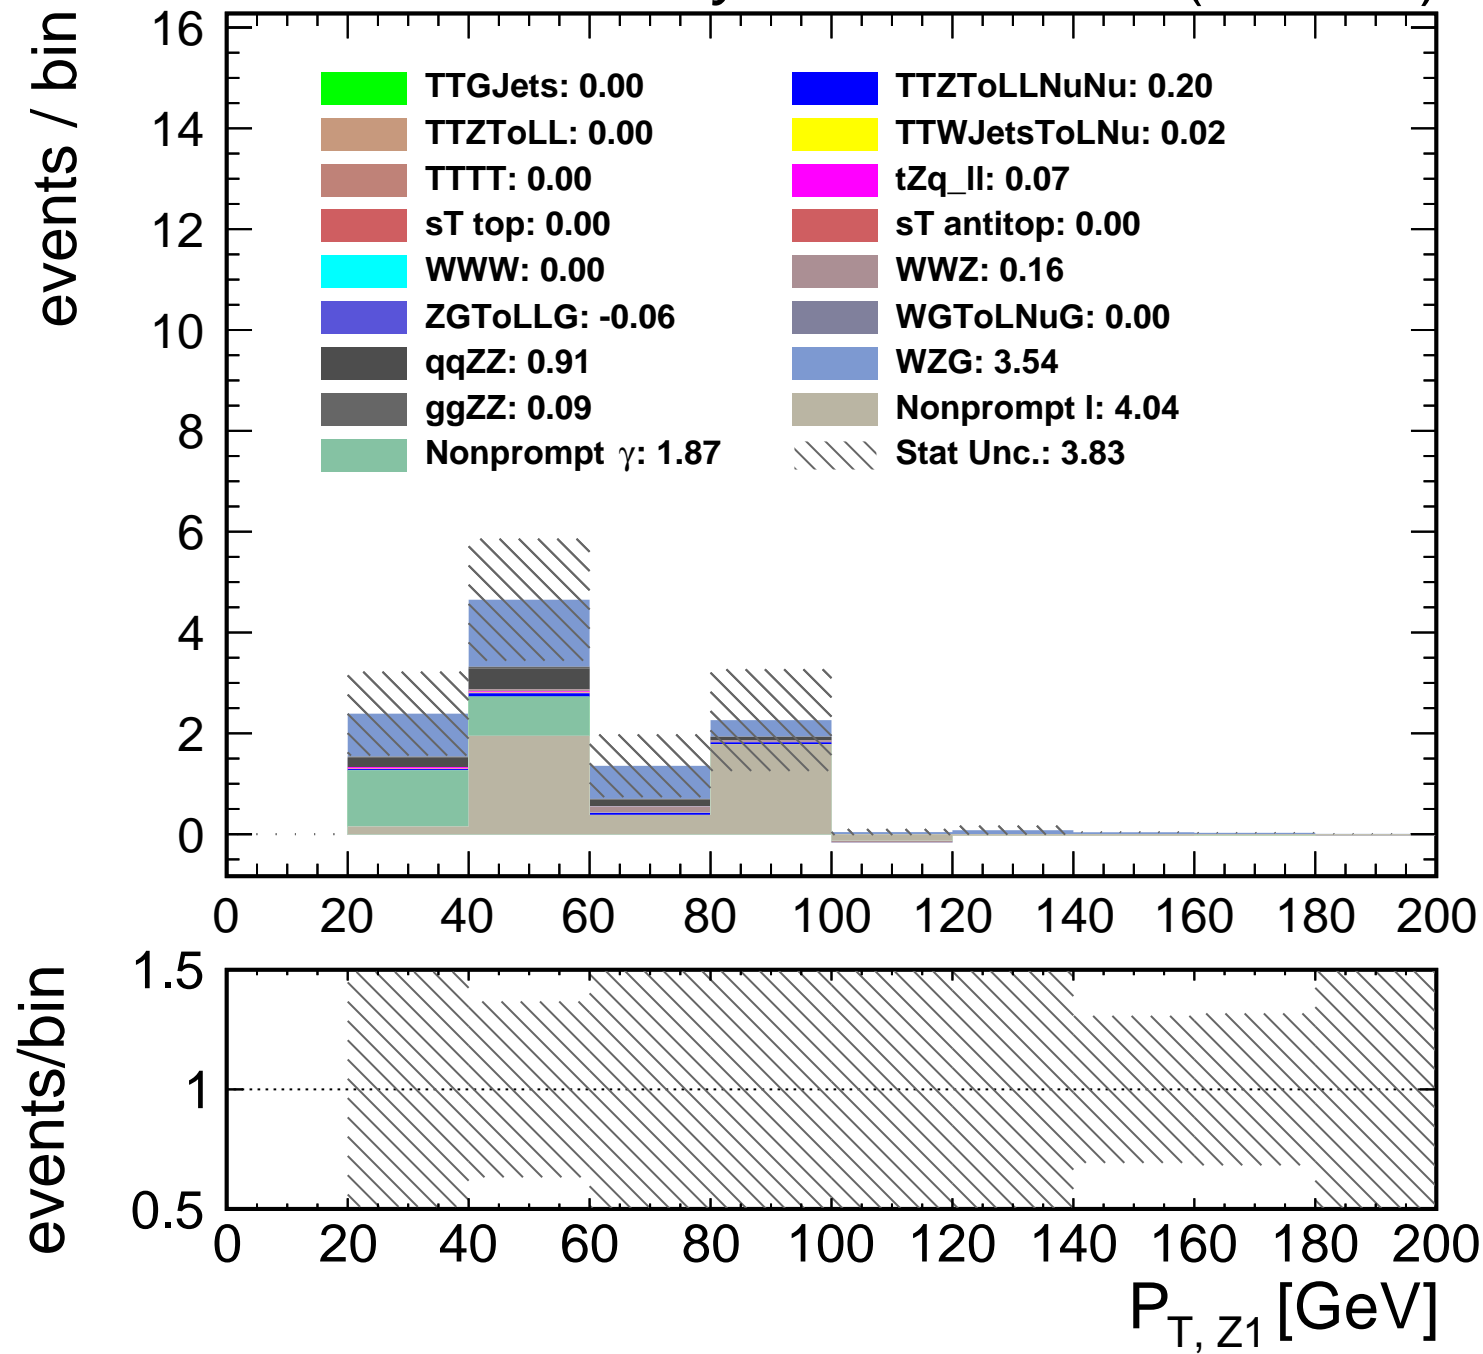 events / bin
16
14
12
10
8
6
4
2
0
TTGJets: 0.00
TTZToLLNuNu: 0.20
TTZToLL: 0.00
TTWJetsToLNu: 0.02
TTTT: 0.00
tZq_ll: 0.07
sT top: 0.00
sT antitop: 0.00
WWW: 0.00
WWZ: 0.16
ZGToLLG: -0.06
WGToLNuG: 0.00
qqZZ: 0.91
WZG: 3.54
ggZZ: 0.09
Nonprompt l: 4.04
Nonprompt γ: 1.87
Stat Unc.: 3.83
0 20 40 60 80 100 120 140 160 180 200
events/bin
1.5
1
0.5
0 20 40 60 80 100 120 140 160 180 200
P_{T, Z1} [GeV]